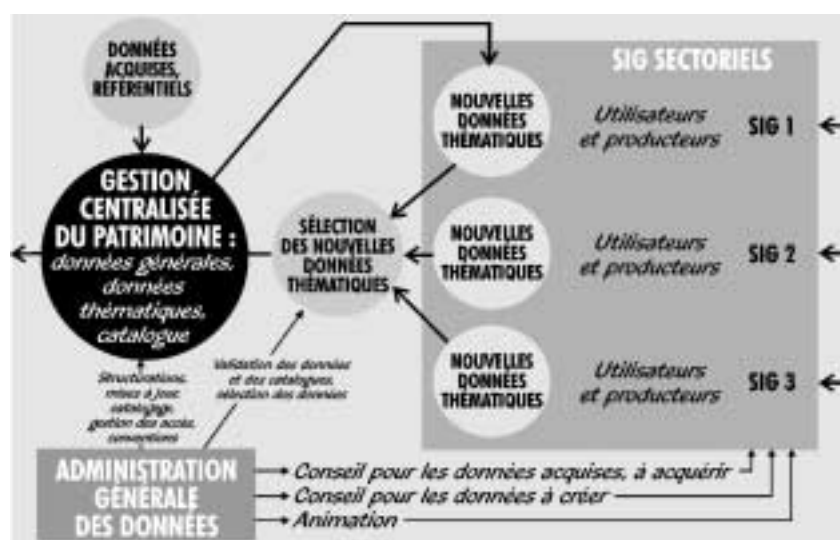 DONNÉES
ACQUISES,
RÉFÉRENTIELS
GESTION
CENTRALISÉE
DU PATRIMOINE :
données générales,
données
thématiques,
catalogue
SÉLECTION
DES NOUVELLES
DONNÉES
THÉMATIQUES
SIG SECTORIELS
NOUVELLES
DONNÉES
THÉMATIQUES
Utilisateurs
et producteurs
SIG 1
NOUVELLES
DONNÉES
THÉMATIQUES
Utilisateurs
et producteurs
SIG 2
NOUVELLES
DONNÉES
THÉMATIQUES
Utilisateurs
et producteurs
SIG 3
Structurations,
mises à jour
catalogage,
gestion des accès,
conventions
Validation des données
et des catalogues,
sélection des données
ADMINISTRATION
GÉNÉRALE
DES DONNÉES
Conseil pour les données acquises, à acquérir
Conseil pour les données à créer
Animation